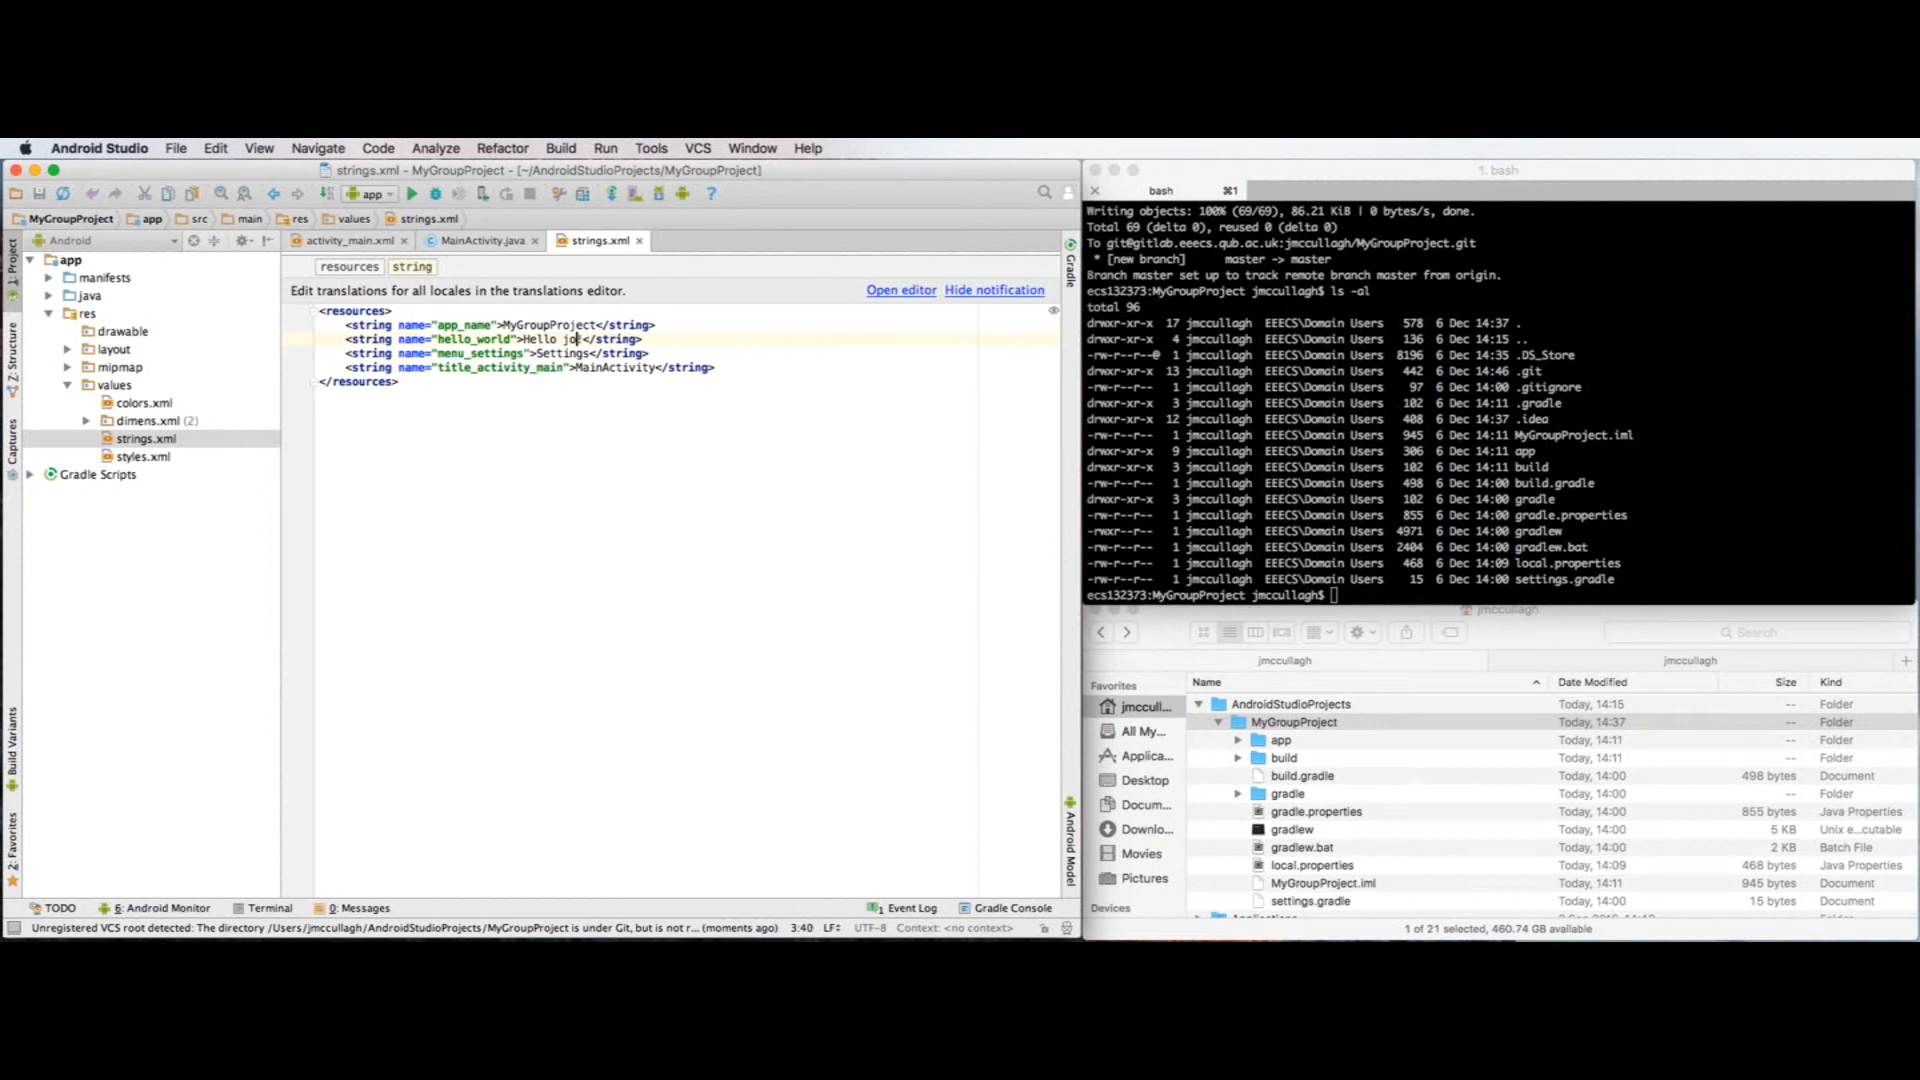 Android Studio File Edit View Navigate Code Analyze Refactor Build Run Tools VCS Window Help
strings.xml - MyGroupProject - [~/AndroidStudioProjects/MyGroupProject]
app
MyGroupProject app src main res values strings.xml
Android
activity_main.xml MainActivity.java strings.xml
resources string
Edit translations for all locales in the translations editor. Open editor Hide notification
1: Project
Z: Structure
Captures
Build Variants
2: Favorites
app
manifests
java
res
drawable
layout
mipmap
values
colors.xml
dimens.xml (2)
strings.xml
styles.xml
Gradle Scripts
<resources>
<string name="app_name">MyGroupProject</string>
<string name="hello_world">Hello jo!</string>
<string name="menu_settings">Settings</string>
<string name="title_activity_main">MainActivity</string>
</resources>
Gradle
Android Model
TODO 6: Android Monitor Terminal 0: Messages 1 Event Log Gradle Console
Unregistered VCS root detected: The directory /Users/jmccullagh/AndroidStudioProjects/MyGroupProject is under Git, but is not r... (moments ago) 3:40 LF÷ UTF-8 Context: <no context>
1. bash
bash ⌘1
Writing objects: 100% (69/69), 86.21 KiB | 0 bytes/s, done.
Total 69 (delta 0), reused 0 (delta 0)
To git@gitlab.eeecs.qub.ac.uk:jmccullagh/MyGroupProject.git
* [new branch] master -> master
Branch master set up to track remote branch master from origin.
ecs132373:MyGroupProject jmccullagh$ ls -al
total 96
drwxr-xr-x 17 jmccullagh EEECS\Domain Users 578 6 Dec 14:37 .
drwxr-xr-x 4 jmccullagh EEECS\Domain Users 136 6 Dec 14:15 ..
-rw-r--r--@ 1 jmccullagh EEECS\Domain Users 8196 6 Dec 14:35 .DS_Store
drwxr-xr-x 13 jmccullagh EEECS\Domain Users 442 6 Dec 14:46 .git
-rw-r--r-- 1 jmccullagh EEECS\Domain Users 97 6 Dec 14:00 .gitignore
drwxr-xr-x 3 jmccullagh EEECS\Domain Users 102 6 Dec 14:11 .gradle
drwxr-xr-x 12 jmccullagh EEECS\Domain Users 408 6 Dec 14:37 .idea
-rw-r--r-- 1 jmccullagh EEECS\Domain Users 945 6 Dec 14:11 MyGroupProject.iml
drwxr-xr-x 9 jmccullagh EEECS\Domain Users 306 6 Dec 14:11 app
drwxr-xr-x 3 jmccullagh EEECS\Domain Users 102 6 Dec 14:11 build
-rw-r--r-- 1 jmccullagh EEECS\Domain Users 498 6 Dec 14:00 build.gradle
drwxr-xr-x 3 jmccullagh EEECS\Domain Users 102 6 Dec 14:00 gradle
-rw-r--r-- 1 jmccullagh EEECS\Domain Users 855 6 Dec 14:00 gradle.properties
-rwxr--r-- 1 jmccullagh EEECS\Domain Users 4971 6 Dec 14:00 gradlew
-rw-r--r-- 1 jmccullagh EEECS\Domain Users 2404 6 Dec 14:00 gradlew.bat
-rw-r--r-- 1 jmccullagh EEECS\Domain Users 468 6 Dec 14:09 local.properties
-rw-r--r-- 1 jmccullagh EEECS\Domain Users 15 6 Dec 14:00 settings.gradle
ecs132373:MyGroupProject jmccullagh$
jmccullagh
Search
jmccullagh jmccullagh
Favorites
jmccull...
All My...
Applica...
Desktop
Docum...
Downlo...
Movies
Pictures
Devices
Name Date Modified Size Kind
AndroidStudioProjects Today, 14:15 -- Folder
MyGroupProject Today, 14:37 -- Folder
app Today, 14:11 -- Folder
build Today, 14:11 -- Folder
build.gradle Today, 14:00 498 bytes Document
gradle Today, 14:00 -- Folder
gradle.properties Today, 14:00 855 bytes Java Properties
gradlew Today, 14:00 5 KB Unix e...cutable
gradlew.bat Today, 14:00 2 KB Batch File
local.properties Today, 14:09 468 bytes Java Properties
MyGroupProject.iml Today, 14:11 945 bytes Document
settings.gradle Today, 14:00 15 bytes Document
1 of 21 selected, 460.74 GB available